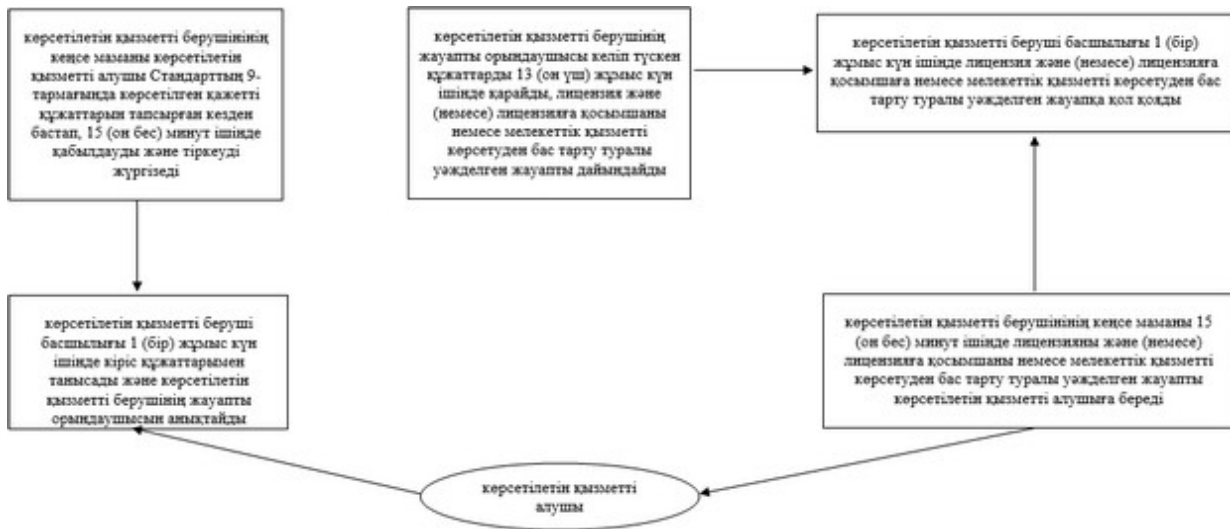 көрсетілетін қызметті берушінінің
кеңсе маманы көрсетілетін
қызметті алушы Стандарттың 9-
тармағында көрсетілген қажетті
құжаттарын тапсырған кезден
бастап, 15 (он бес) минут ішінде
қабылдауды және тіркеуді
жүргізеді
көрсетілетін қызметті берушінің
жауапты орындаушысы келіп түскен
құжаттарды 13 (он үш) жұмыс күн
ішінде қарайды, лицензия және
(немесе) лицензияға қосымшаны
немесе мелекеттік қызметті
көрсетуден бас тарту туралы
уәжделген жауапты дайындайды
көрсетілетін қызметті беруші басшылығы 1 (бір)
жұмыс күн ішінде лицензия және (немесе) лицензияға
қосымшаға немесе мелекеттік қызметті көрсетуден бас
тарту туралы уәжделген жауапқа қол қояды
көрсетілетін қызметті беруші
басшылығы 1 (бір) жұмыс күн
ішінде кіріс құжаттарымен
танысады және көрсетілетін
қызметті берушінің жауапты
орындаушысын анықтайды
көрсетілетін қызметті берушінінің кеңсе маманы 15
(он бес) минут ішінде лицензияны және (немесе)
лицензияға қосымшаны немесе мелекеттік қызметті
көрсетуден бас тарту туралы уәжделген жауапты
көрсетілетін қызметті алушыға береді
көрсетілетін қызметті
алушы